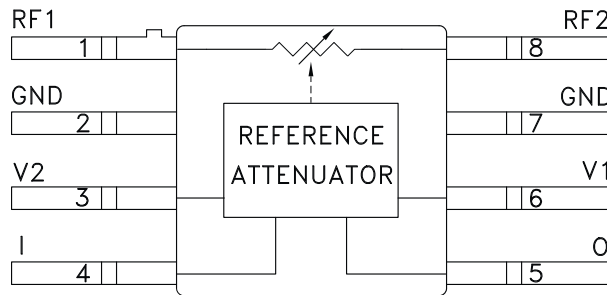 RF1
1
RF2
8
GND
2
GND
7
REFERENCE
ATTENUATOR
V2
3
V1
6
I
4
O
5